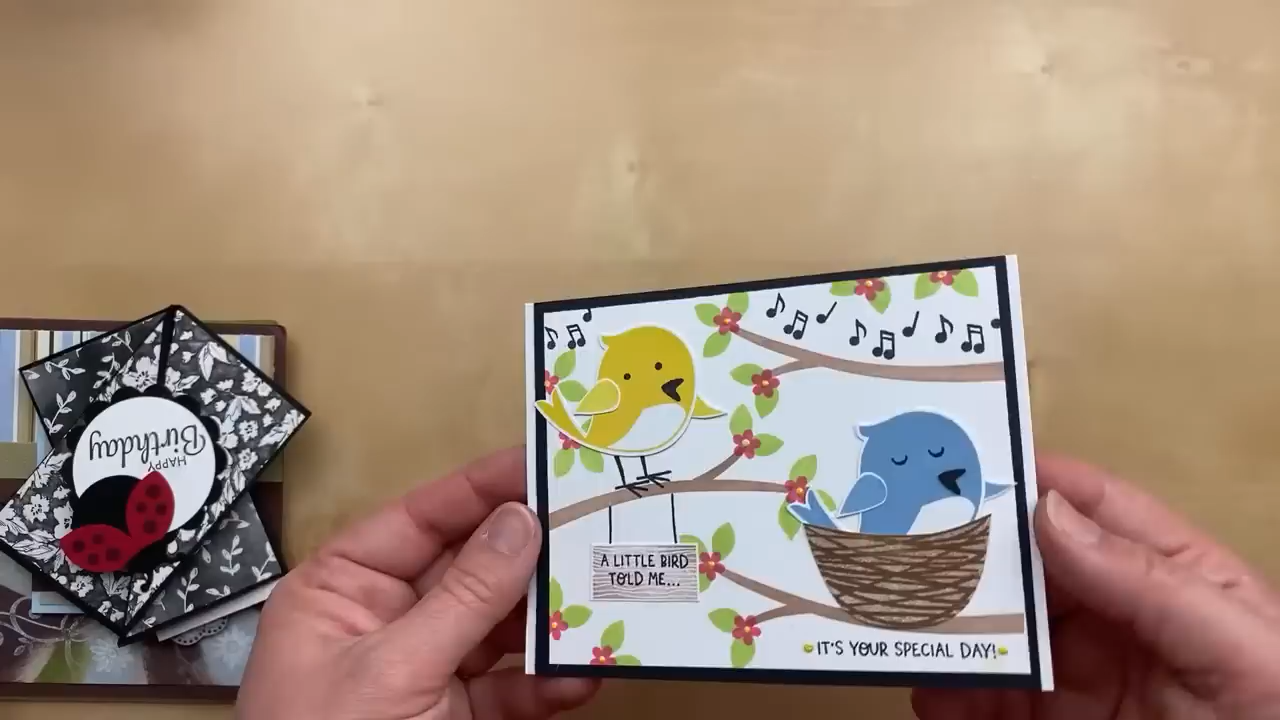 A LITTLE BIRD
TOLD ME...
IT'S YOUR SPECIAL DAY!
HAPPY
Birthday